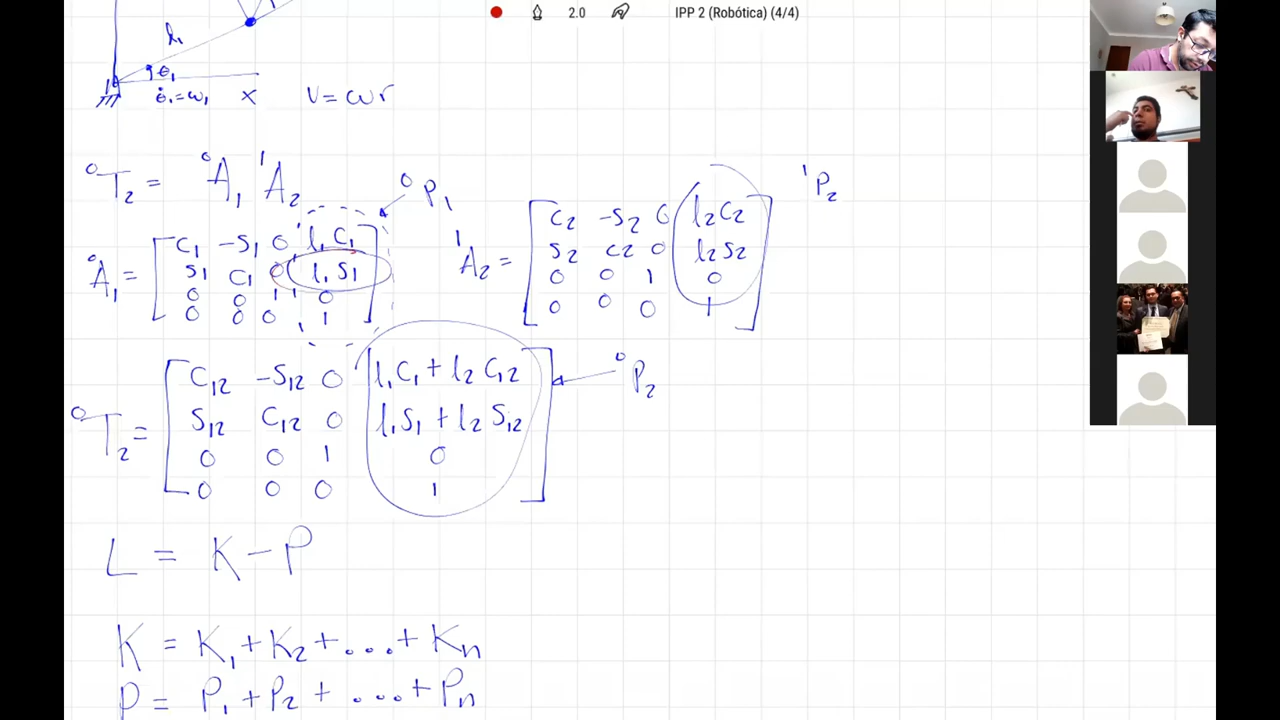 2.0 IPP 2 (Robótica) (4/4)
l₁
θ₁
θ̇₁=ω₁ X V = ωr
⁰T₂ = ⁰A₁ ¹A₂
⁰P₁
¹P₂
⁰A₁ = [ C₁ -S₁ 0 l₁C₁
S₁ C₁ 0 l₁S₁
0 0 1 0
0 0 0 1 ]
¹A₂ = [ C₂ -S₂ 0 l₂C₂
S₂ C₂ 0 l₂S₂
0 0 1 0
0 0 0 1 ]
⁰T₂ = [ C₁₂ -S₁₂ 0 l₁C₁ + l₂C₁₂
S₁₂ C₁₂ 0 l₁S₁ + l₂S₁₂
0 0 1 0
0 0 0 1 ]
⁰P₂
L = K - P
K = K₁ + K₂ + .... + Kₙ
P = P₁ + P₂ + .... + Pₙ